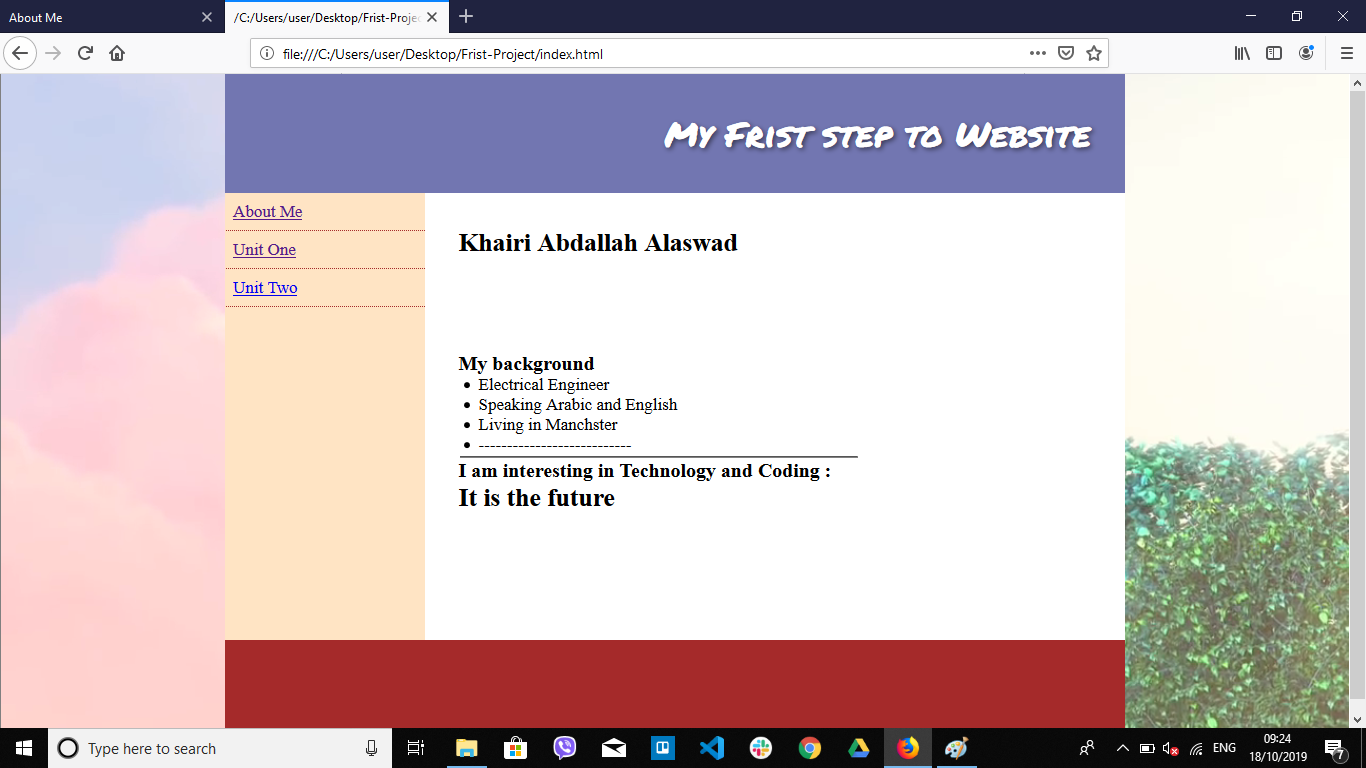 About Me
/C:/Users/user/Desktop/Frist-Proje
file:///C:/Users/user/Desktop/Frist-Project/index.html
My Frist step to Website
About Me
Unit One
Unit Two
Khairi Abdallah Alaswad
My background
Electrical Engineer
Speaking Arabic and English
Living in Manchster
---------------------------
I am interesting in Technology and Coding :
It is the future
Type here to search
ENG
09:24
18/10/2019
7